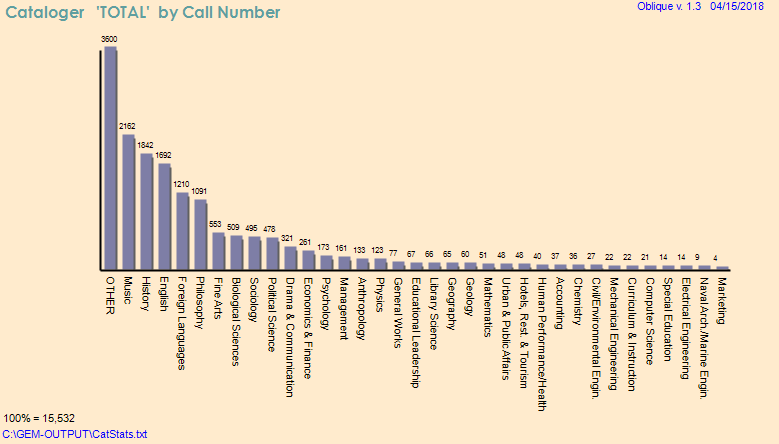 Cataloger 'TOTAL' by Call Number
Oblique v. 1.3 04/15/2018
3600
2162
1842
1692
1210
1091
553
509
495
478
321
261
173
161
133
123
77
67
66
65
60
51
48
48
40
37
36
27
22
22
21
14
14
9
4
OTHER
Music
History
English
Foreign Languages
Philosophy
Fine Arts
Biological Sciences
Sociology
Political Science
Drama & Communication
Economics & Finance
Psychology
Management
Anthropology
Physics
General Works
Educational Leadership
Library Science
Geography
Geology
Mathematics
Urban & Public Affairs
Hotels, Rest. & Tourism
Human Performance/Health
Accounting
Chemistry
Civil/Environmental Engin.
Mechanical Engineering
Curriculum & Instruction
Computer Science
Special Education
Electrical Engineering
Naval Arch./Marine Engin.
Marketing
100% = 15,532
C:\GEM-OUTPUT\CatStats.txt